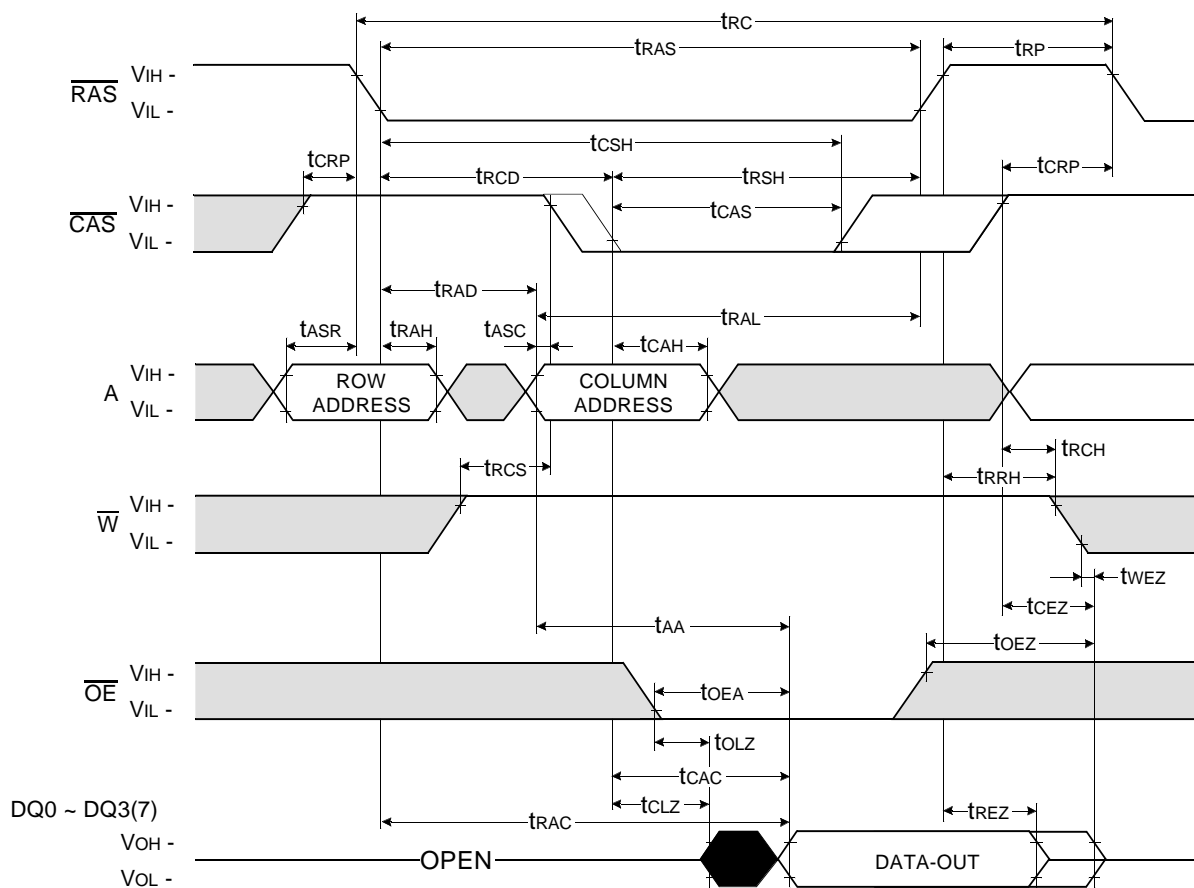 tRC
tRAS
tRP
RAS
VIH -
VIL -
tCSH
tCRP
tRCD
tRSH
tCRP
CAS
VIH -
VIL -
tCAS
tRAD
tRAL
tASR
tRAH
tASC
tCAH
A
VIH -
VIL -
ROW
ADDRESS
COLUMN
ADDRESS
tRCH
tRCS
tRRH
W
VIH -
VIL -
tWEZ
tCEZ
tAA
tOEZ
OE
VIH -
VIL -
tOEA
tOLZ
tCAC
DQ0 ~ DQ3(7)
tCLZ
tREZ
tRAC
VOH -
VOL -
OPEN
DATA-OUT